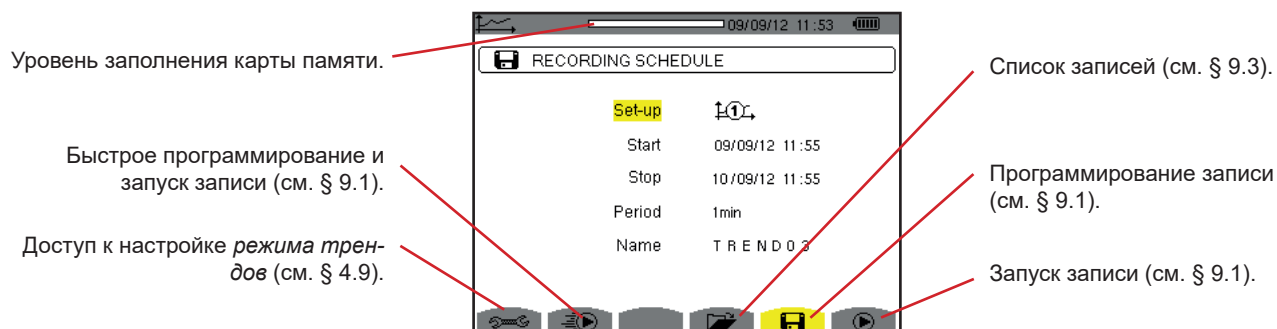 09/09/12 11:53
Уровень заполнения карты памяти.
RECORDING SCHEDULE
Список записей (см. § 9.3).
Set-up 1
Start 09/09/12 11:55
Быстрое программирование и
запуск записи (см. § 9.1).
Stop 10/09/12 11:55
Программирование записи
(см. § 9.1).
Period 1min
Доступ к настройке режима трен-
дов (см. § 4.9).
Name TREND03
Запуск записи (см. § 9.1).